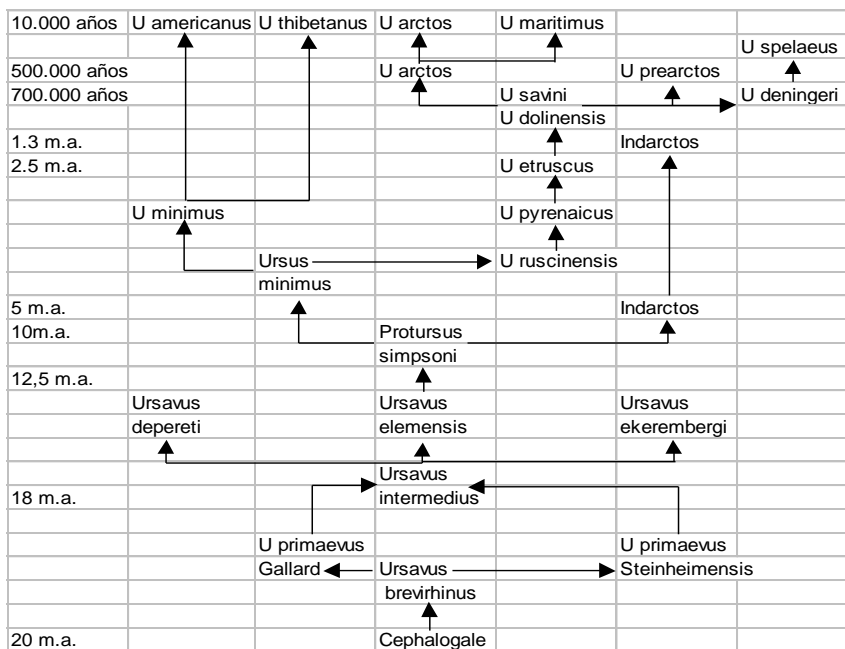 10.000 años U americanus U thibetanus U arctos U maritimus
U spelaeus
500.000 años U arctos U prearctos
700.000 años U savini U deningeri
U dolinensis
1.3 m.a. Indarctos
2.5 m.a. U etruscus
U minimus U pyrenaicus
Ursus U ruscinensis
minimus
5 m.a. Indarctos
10m.a. Protursus
simpsoni
12,5 m.a.
Ursavus Ursavus Ursavus
depereti elemensis ekerembergi
Ursavus
18 m.a. intermedius
U primaevus U primaevus
Gallard Ursavus Steinheimensis
brevirhinus
20 m.a. Cephalogale